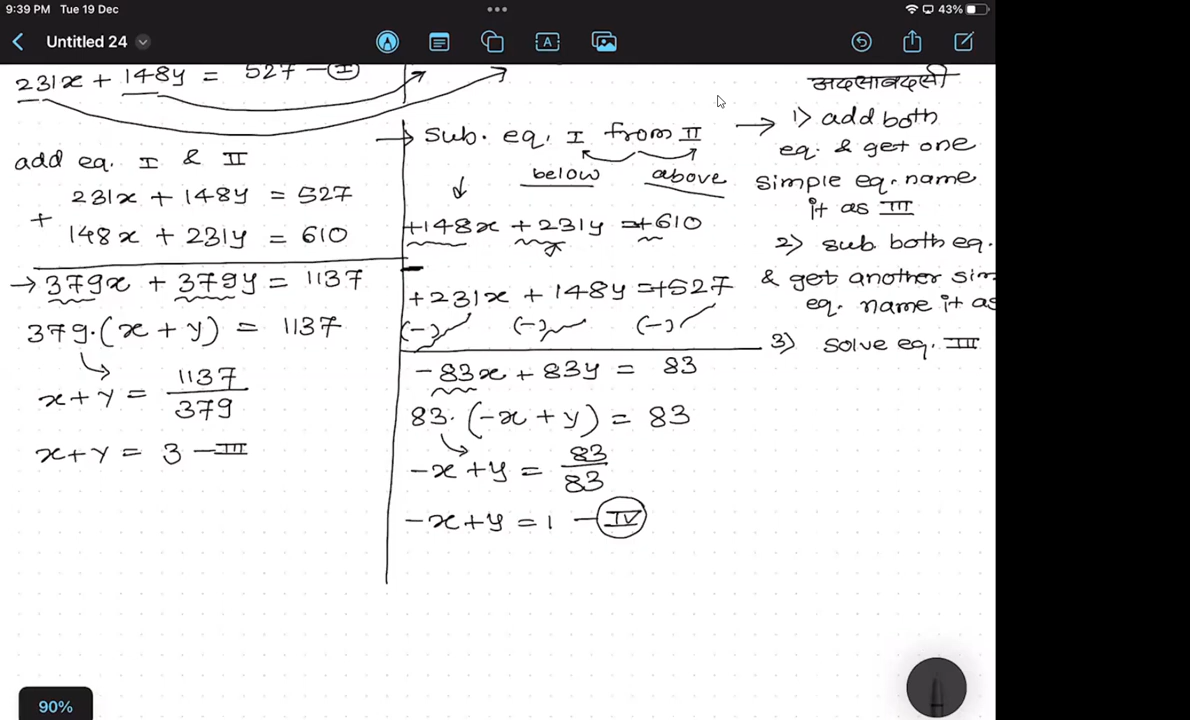 9:39 PM Tue 19 Dec
43%
Untitled 24
231x + 148y = 527 - I
add eq. I & II
231x + 148y = 527
+
148x + 231y = 610
→ 379x + 379y = 1137
379.(x + y) = 1137
x+y = 1137/379
x+y = 3 - III
→ sub. eq. I from II
below above
+148x + 231y = +610
-
+231x + 148y = +527
(-) (-) (-)
-83x + 83y = 83
83. (-x + y) = 83
-x + y = 83/83
-x+y = 1 - IV
अदलाबदली
→ 1) add both
eq. & get one
simple eq. name
it as III
2) sub both eq.
& get another sim
eq. name it as
3) solve eq. III
90%